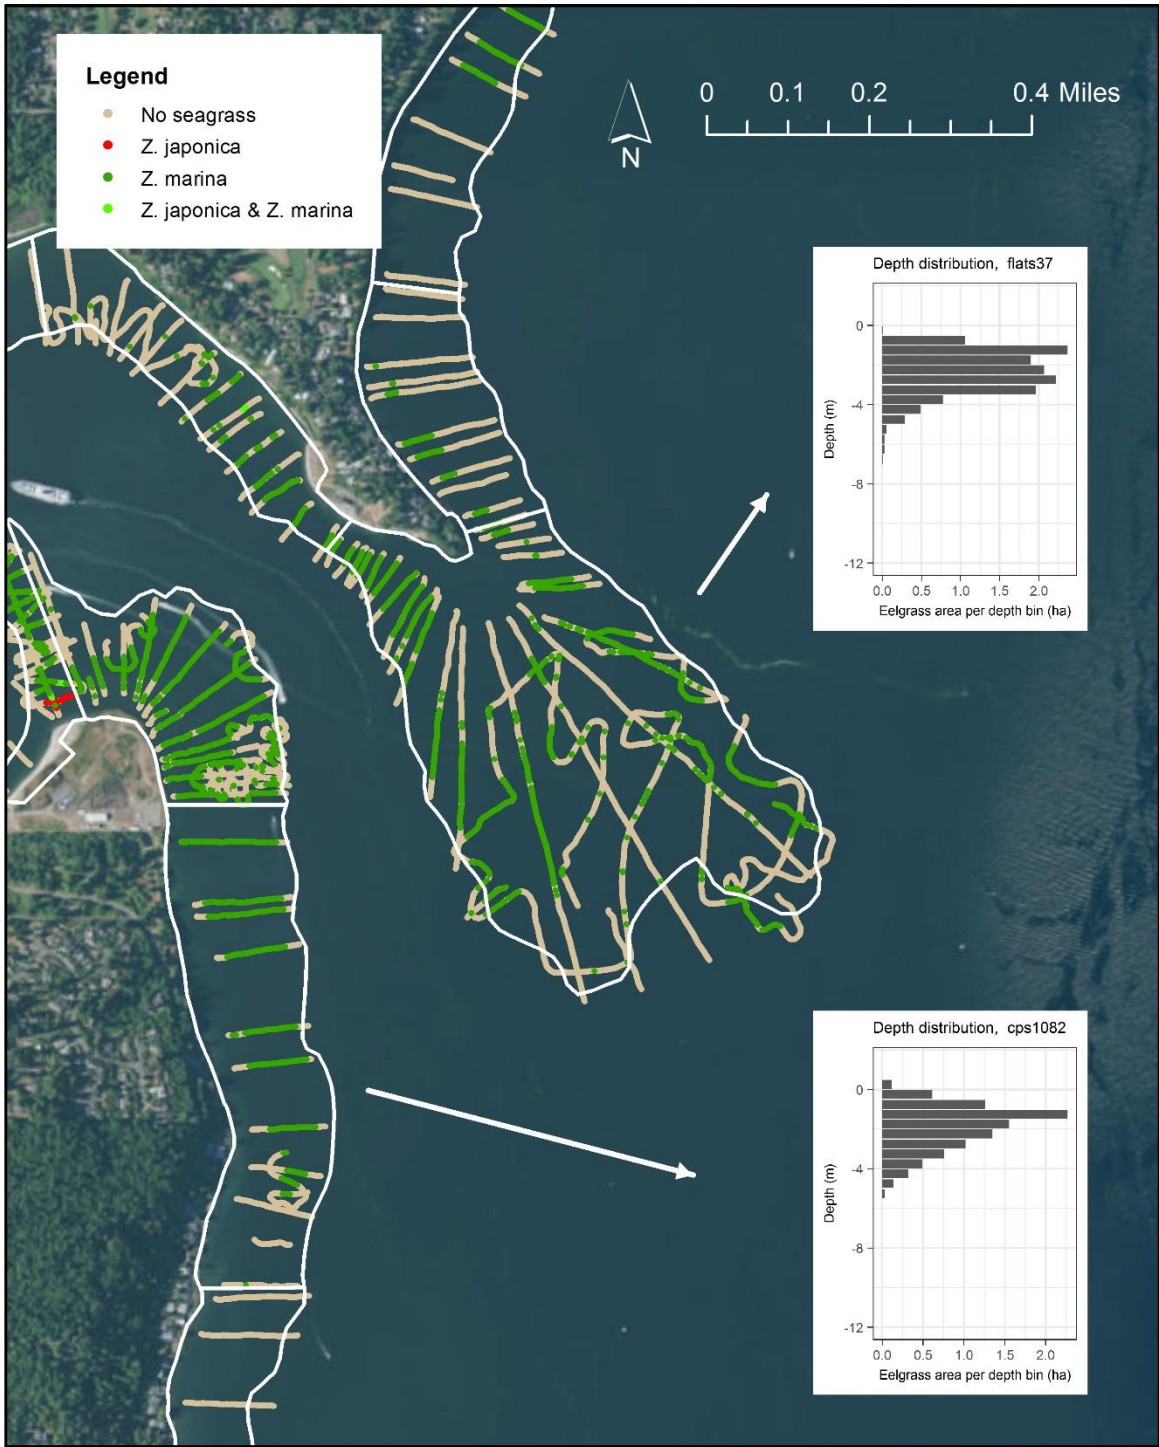 Legend
No seagrass
Z. japonica
Z. marina
Z. japonica & Z. marina
N
0 0.1 0.2 0.4 Miles
Depth distribution, flats37
0
-4
-8
-12
Depth (m)
0.0 0.5 1.0 1.5 2.0
Eelgrass area per depth bin (ha)
Depth distribution, cps1082
0
-4
-8
-12
Depth (m)
0.0 0.5 1.0 1.5 2.0
Eelgrass area per depth bin (ha)